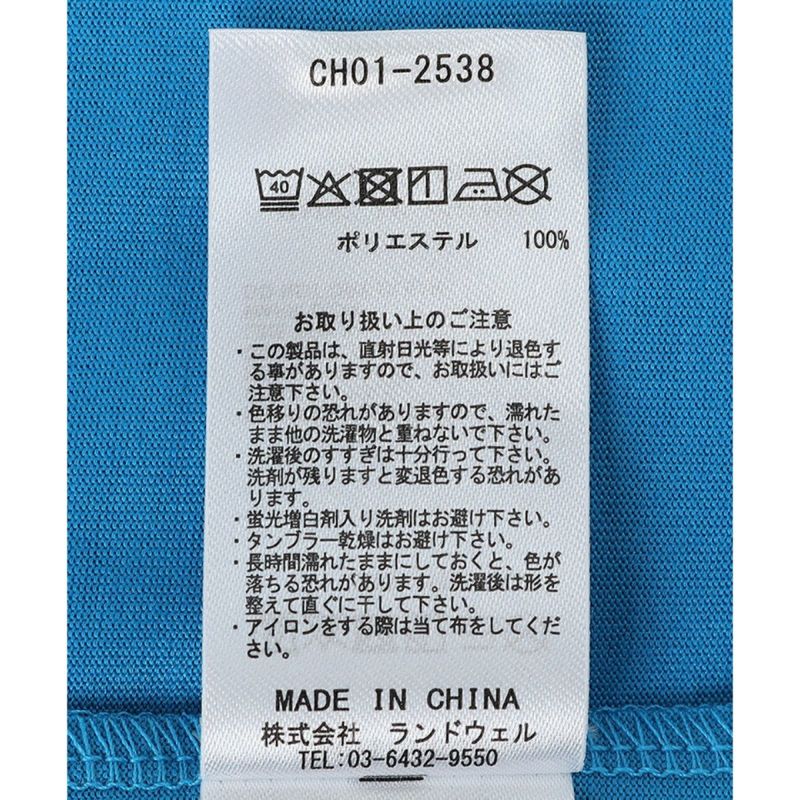 CH01-2538
40
ポリエステル 100%
お取り扱い上のご注意
・この製品は、直射日光等により退色す
る事がありますので、お取扱いにはご
注意下さい。
・色移りの恐れがありますので、濡れた
まま他の洗濯物と重ねないで下さい。
・洗濯後のすすぎは十分行って下さい。
洗剤が残りますと変退色する恐れがあ
ります。
・蛍光増白剤入り洗剤はお避け下さい。
・タンブラー乾燥はお避け下さい。
・長時間濡れたままにしておくと、色が
落ちる恐れがあります。洗濯後は形を
整えて直ぐに干して下さい。
・アイロンをする際は当て布をしてくだ
さい。
MADE IN CHINA
株式会社 ランドウェル
TEL:03-6432-9550